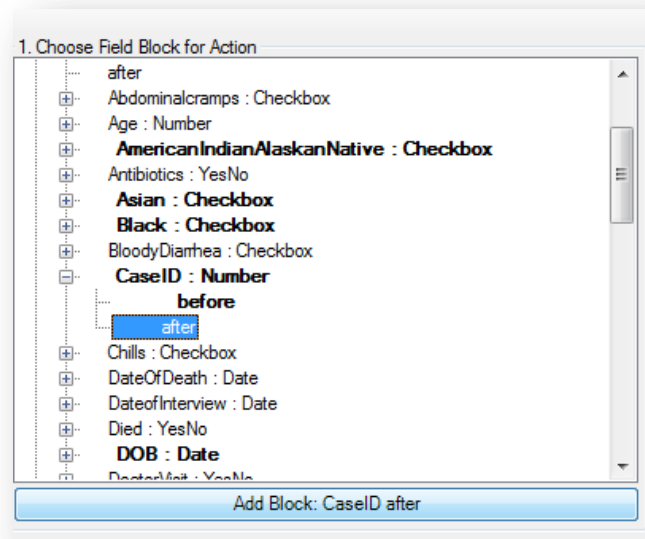 1. Choose Field Block for Action
after
Abdominalcramps : Checkbox
Age : Number
AmericanIndianAlaskanNative : Checkbox
Antibiotics : YesNo
Asian : Checkbox
Black : Checkbox
BloodyDiarrhea : Checkbox
CaseID : Number
before
after
Chills : Checkbox
DateOfDeath : Date
DateofInterview : Date
Died : YesNo
DOB : Date
DoctorVisit : YesNo
Add Block: CaseID after